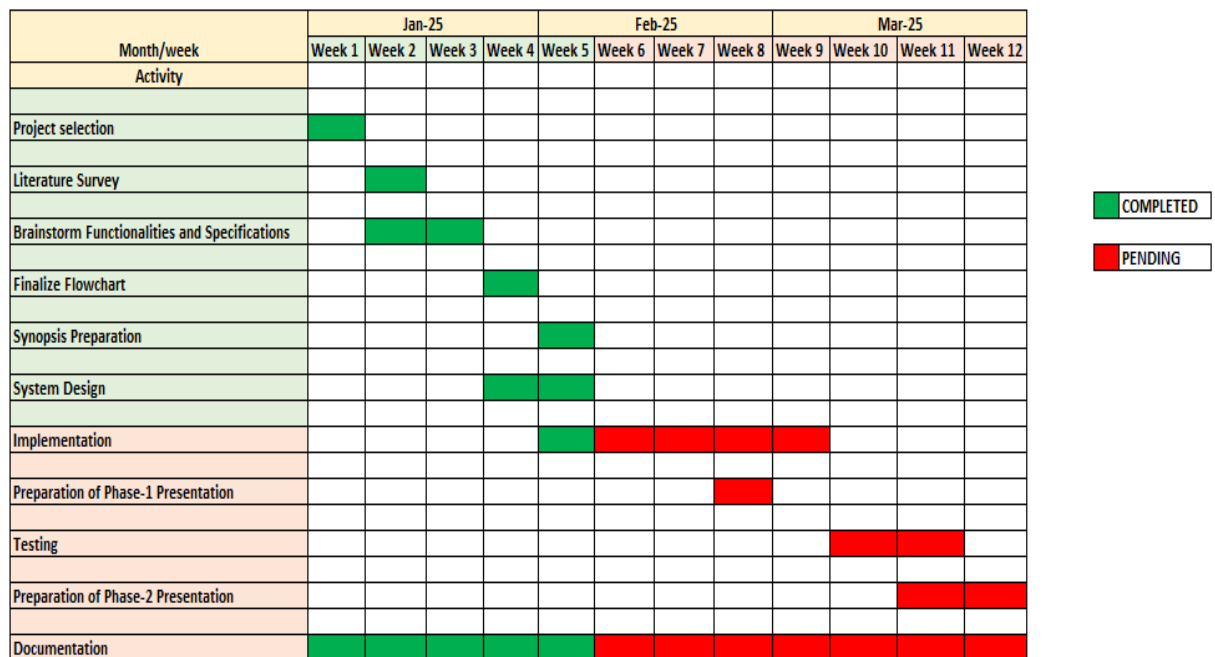 Jan-25 Feb-25 Mar-25
Month/week Week 1 Week 2 Week 3 Week 4 Week 5 Week 6 Week 7 Week 8 Week 9 Week 10 Week 11 Week 12
Activity
Project selection
Literature Survey
COMPLETED
Brainstorm Functionalities and Specifications
PENDING
Finalize Flowchart
Synopsis Preparation
System Design
Implementation
Preparation of Phase-1 Presentation
Testing
Preparation of Phase-2 Presentation
Documentation